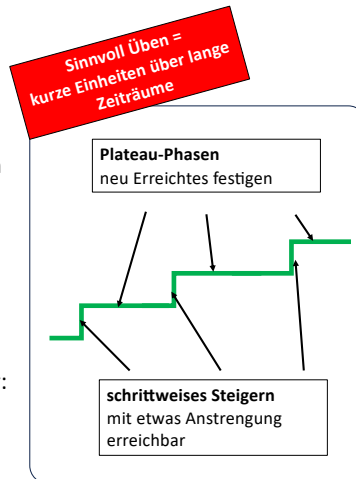 Sinnvoll Üben =
kurze Einheiten über lange
Zeiträume
Plateau-Phasen
neu Erreichtes festigen
schrittweises Steigern
mit etwas Anstrengung
erreichbar